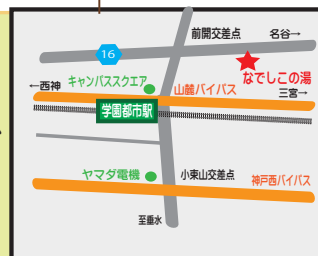 前開交差点
名谷→
16
なでしこの湯
←西神
キャンパススクエア
山麓バイパス
三宮→
学園都市駅
ヤマダ電機
小束山交差点
神戸西バイパス
至垂水